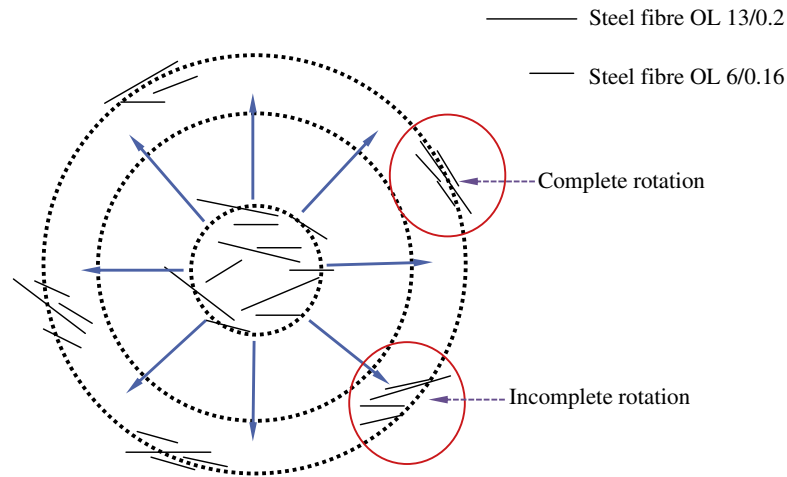 Steel fibre OL 13/0.2
Steel fibre OL 6/0.16
Complete rotation
Incomplete rotation